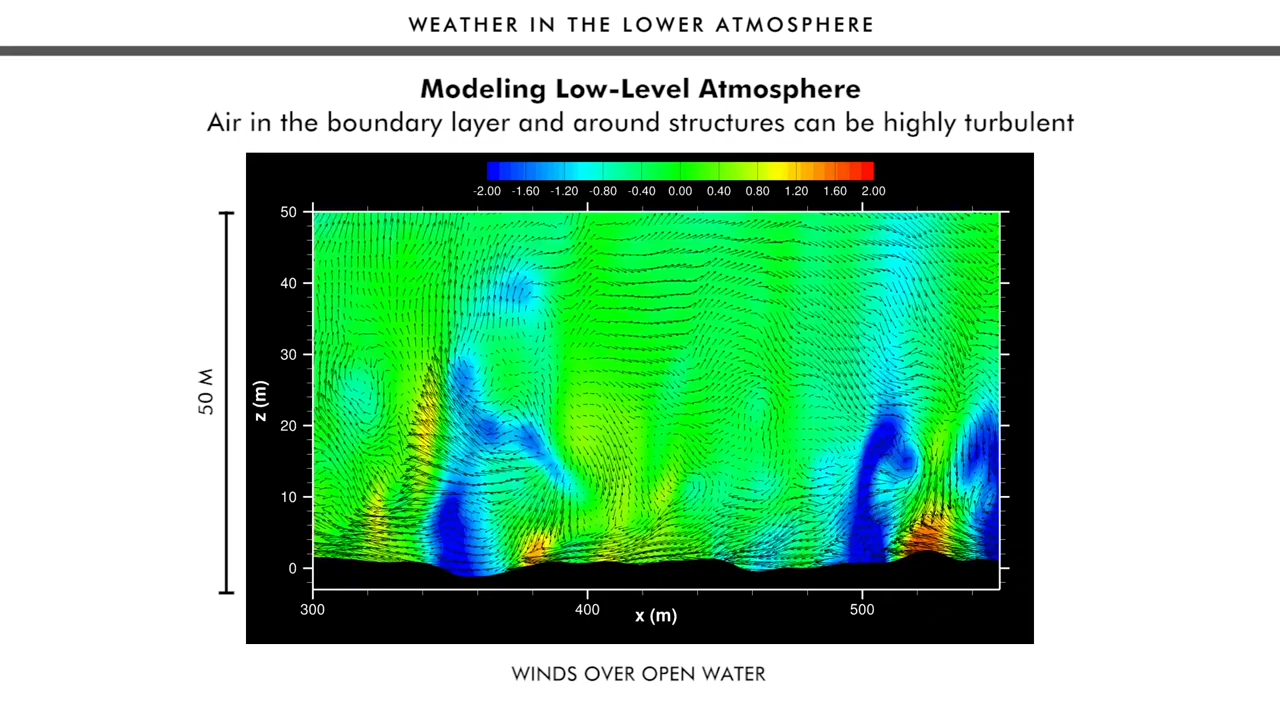 WEATHER IN THE LOWER ATMOSPHERE
Modeling Low-Level Atmosphere
Air in the boundary layer and around structures can be highly turbulent
-2.00 -1.60 -1.20 -0.80 -0.40 0.00 0.40 0.80 1.20 1.60 2.00
50
40
30
20
10
0
50 M
z (m)
300 400 500
x (m)
WINDS OVER OPEN WATER